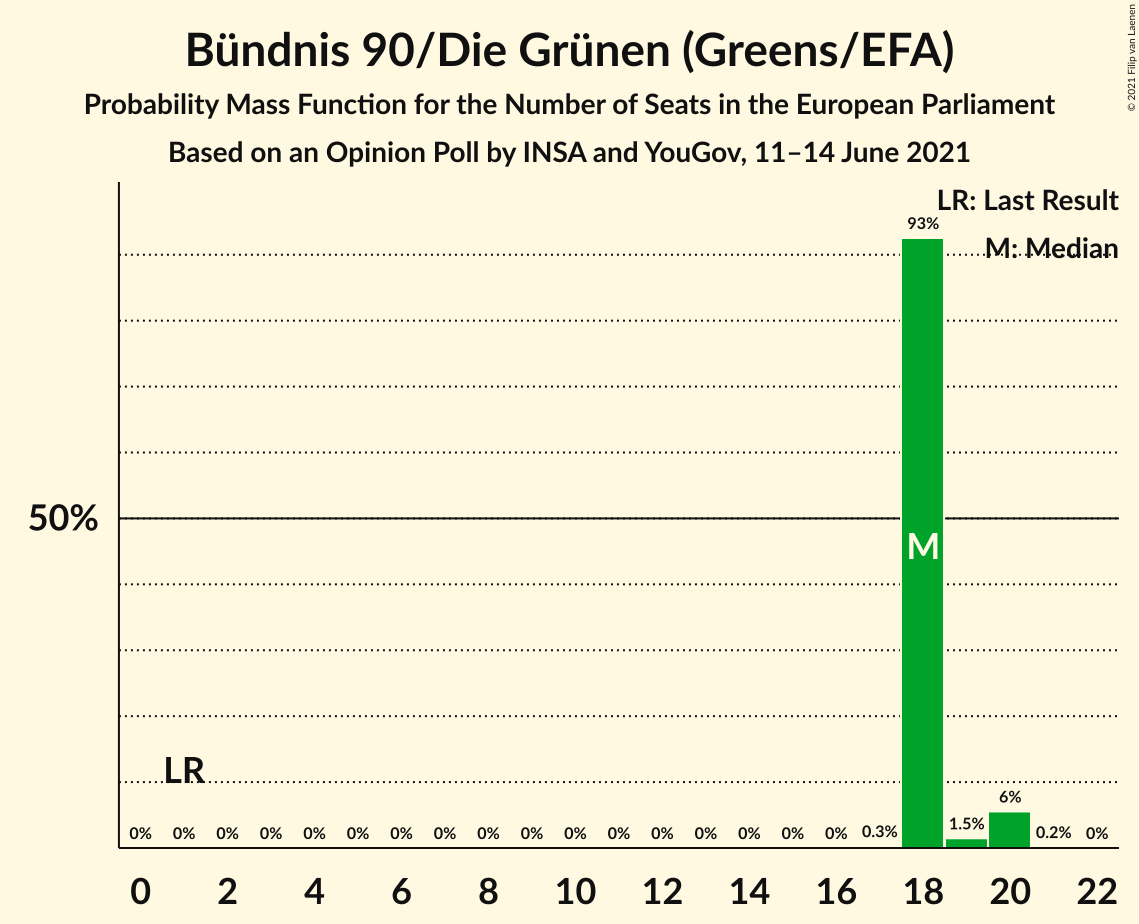 Bündnis 90/Die Grünen (Greens/EFA)
Probability Mass Function for the Number of Seats in the European Parliament
Based on an Opinion Poll by INSA and YouGov, 11–14 June 2021
© 2021 Filip van Laenen
LR: Last Result
93%
M: Median
50%
M
LR
6%
0% 0% 0% 0% 0% 0% 0% 0% 0% 0% 0% 0% 0% 0% 0% 0% 0% 0.3% 1.5% 0.2% 0%
0 2 4 6 8 10 12 14 16 18 20 22